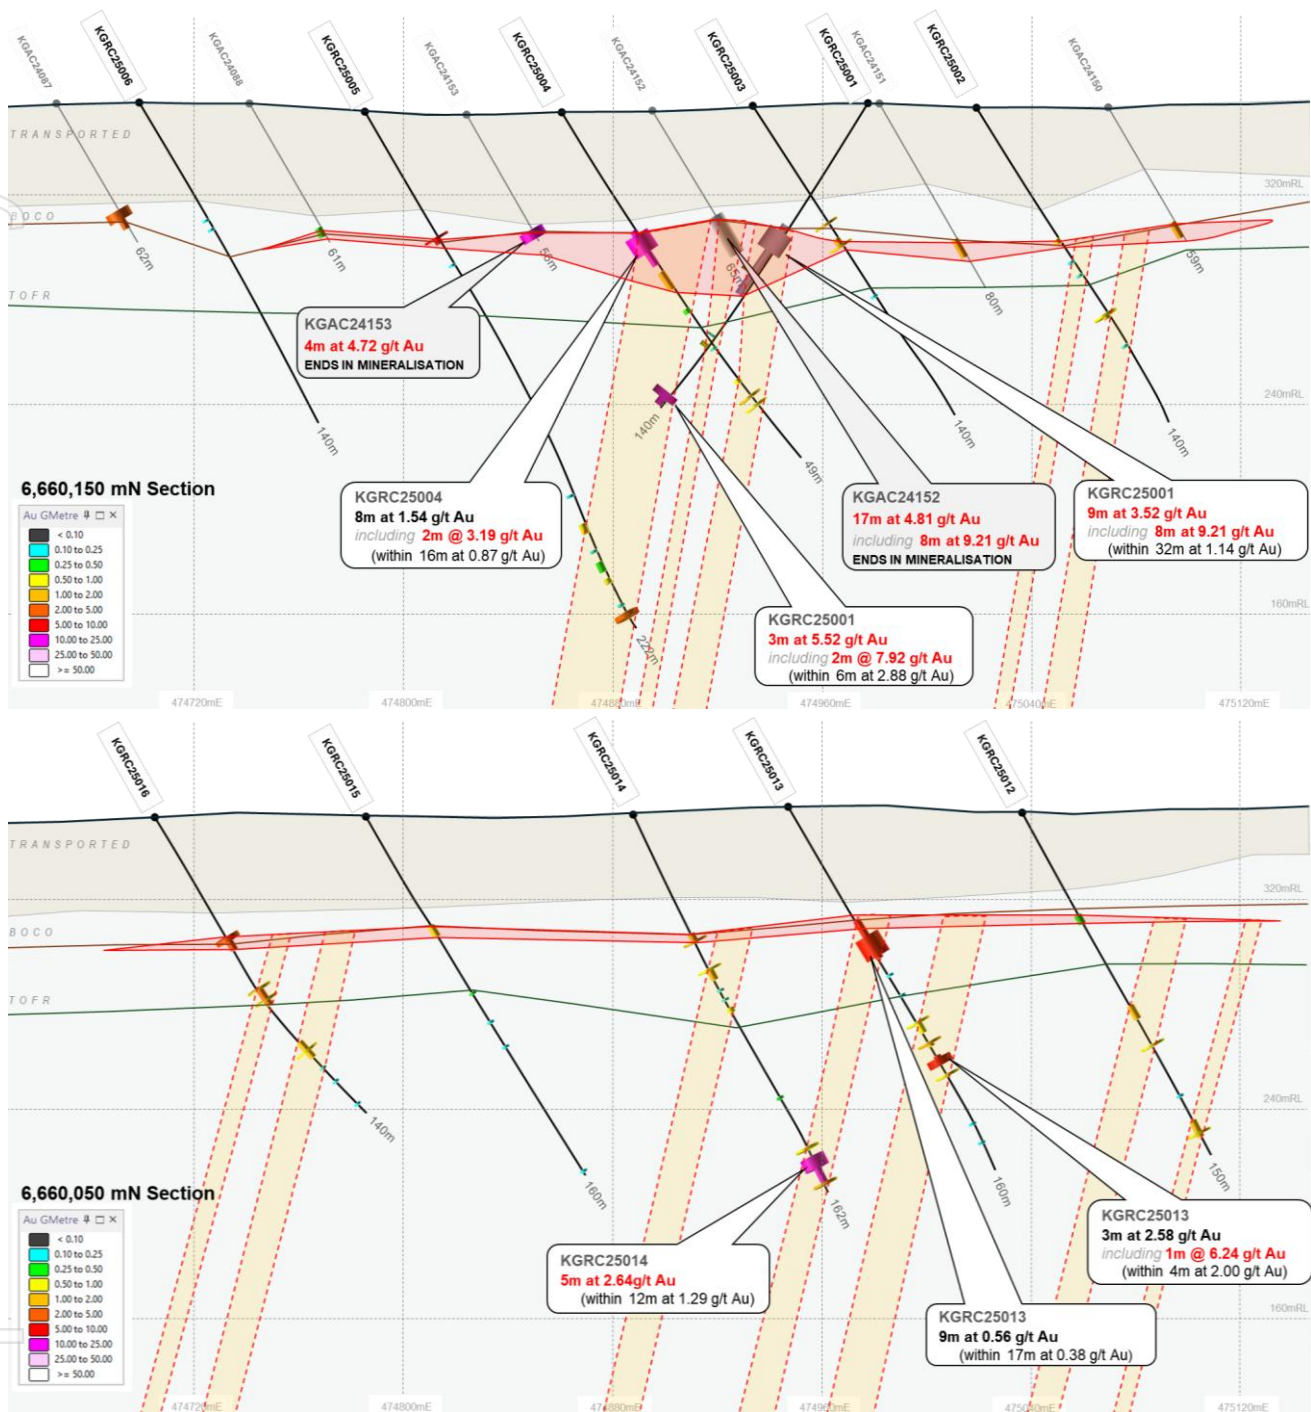 KGAC24087
KGRC25006
KGAC24088
KGRC25005
KGAC24153
KGRC25004
KGAC24152
KGRC25003
KGRC25001
KGAC24151
KGRC25002
KGAC24150
TRANSPORTED
320mRL
BOCO
62m
61m
56m
65m
80m
59m
TOFR
KGAC24153
4m at 4.72 g/t Au
ENDS IN MINERALISATION
240mRL
140m
140m
49m
140m
140m
6,660,150 mN Section
Au GMetre
< 0.10
0.10 to 0.25
0.25 to 0.50
0.50 to 1.00
1.00 to 2.00
2.00 to 5.00
5.00 to 10.00
10.00 to 25.00
25.00 to 50.00
>= 50.00
KGRC25004
8m at 1.54 g/t Au
including 2m @ 3.19 g/t Au
(within 16m at 0.87 g/t Au)
KGAC24152
17m at 4.81 g/t Au
including 8m at 9.21 g/t Au
ENDS IN MINERALISATION
KGRC25001
9m at 3.52 g/t Au
including 8m at 9.21 g/t Au
(within 32m at 1.14 g/t Au)
160mRL
222m
KGRC25001
3m at 5.52 g/t Au
including 2m @ 7.92 g/t Au
(within 6m at 2.88 g/t Au)
474720mE
474800mE
474880mE
474960mE
475040mE
475120mE
KGRC25016
KGRC25015
KGRC25014
KGRC25013
KGRC25012
TRANSPORTED
320mRL
BOCO
TOFR
240mRL
140m
160m
162m
160m
150m
6,660,050 mN Section
Au GMetre
< 0.10
0.10 to 0.25
0.25 to 0.50
0.50 to 1.00
1.00 to 2.00
2.00 to 5.00
5.00 to 10.00
10.00 to 25.00
25.00 to 50.00
>= 50.00
KGRC25014
5m at 2.64g/t Au
(within 12m at 1.29 g/t Au)
KGRC25013
3m at 2.58 g/t Au
including 1m @ 6.24 g/t Au
(within 4m at 2.00 g/t Au)
KGRC25013
9m at 0.56 g/t Au
(within 17m at 0.38 g/t Au)
160mRL
474720mE
474800mE
474880mE
474960mE
475040mE
475120mE